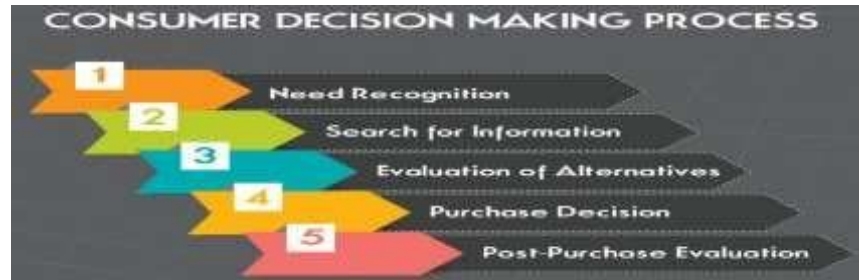 CONSUMER DECISION MAKING PROCESS
1
Need Recognition
2
Search for Information
3
Evaluation of Alternatives
4
Purchase Decision
5
Post-Purchase Evaluation